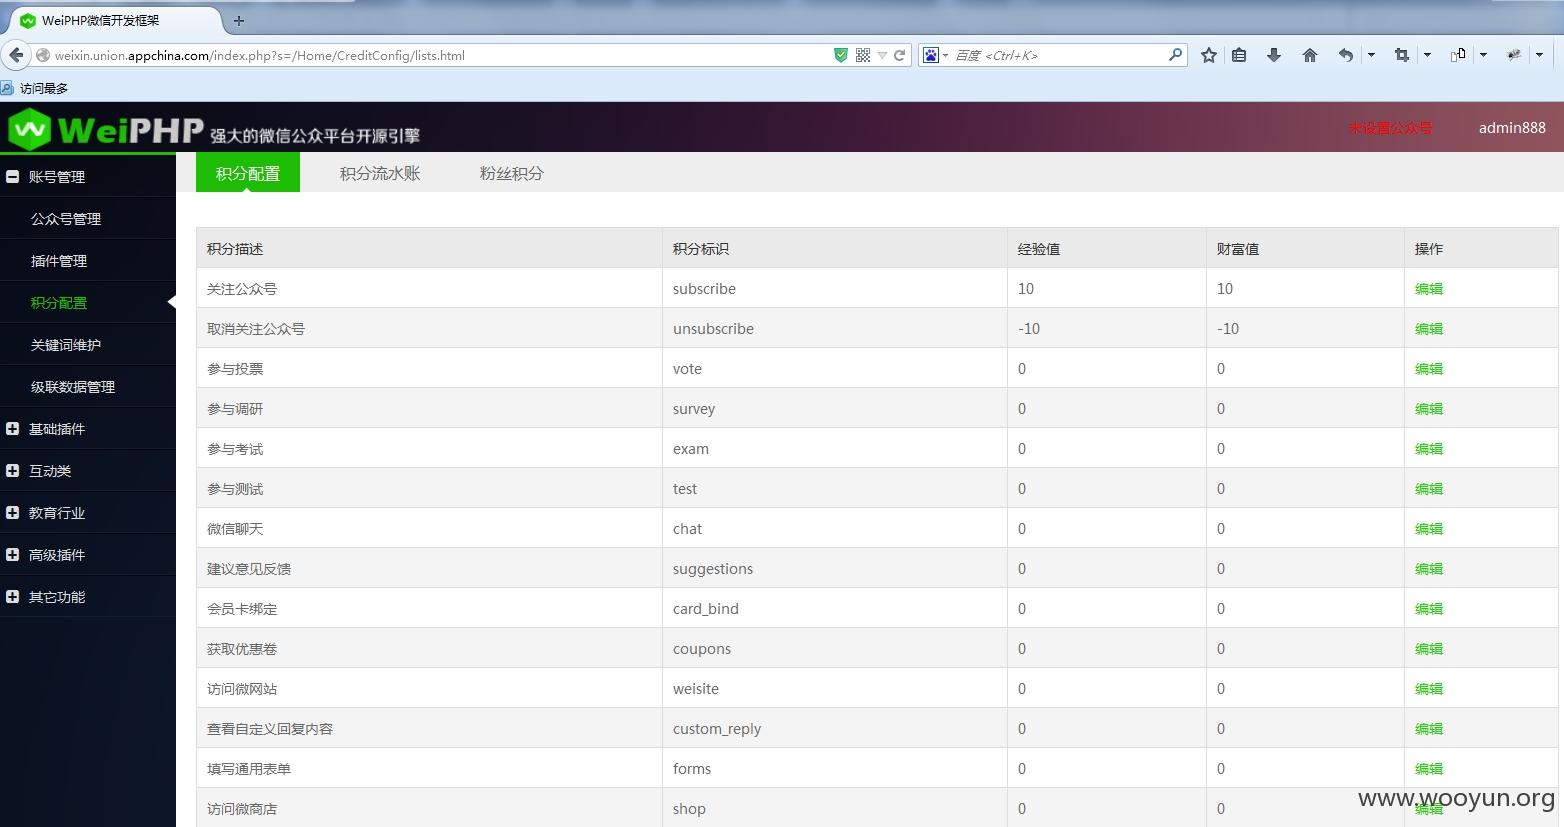 WeiPHP微信开发框架
weixin.union.appchina.com/index.php?s=/Home/CreditConfig/lists.html
百度 <Ctrl+K>
访问最多
WeiPHP 强大的微信公众平台开源引擎
未设置公众号
admin888
账号管理
公众号管理
插件管理
积分配置
关键词维护
级联数据管理
基础插件
互动类
教育行业
高级插件
其它功能
积分配置 积分流水账 粉丝积分
积分描述 积分标识 经验值 财富值 操作
关注公众号 subscribe 10 10 编辑
取消关注公众号 unsubscribe -10 -10 编辑
参与投票 vote 0 0 编辑
参与调研 survey 0 0 编辑
参与考试 exam 0 0 编辑
参与测试 test 0 0 编辑
微信聊天 chat 0 0 编辑
建议意见反馈 suggestions 0 0 编辑
会员卡绑定 card_bind 0 0 编辑
获取优惠卷 coupons 0 0 编辑
访问微网站 weisite 0 0 编辑
查看自定义回复内容 custom_reply 0 0 编辑
填写通用表单 forms 0 0 编辑
访问微商店 shop 0 0 编辑
www.wooyun.org